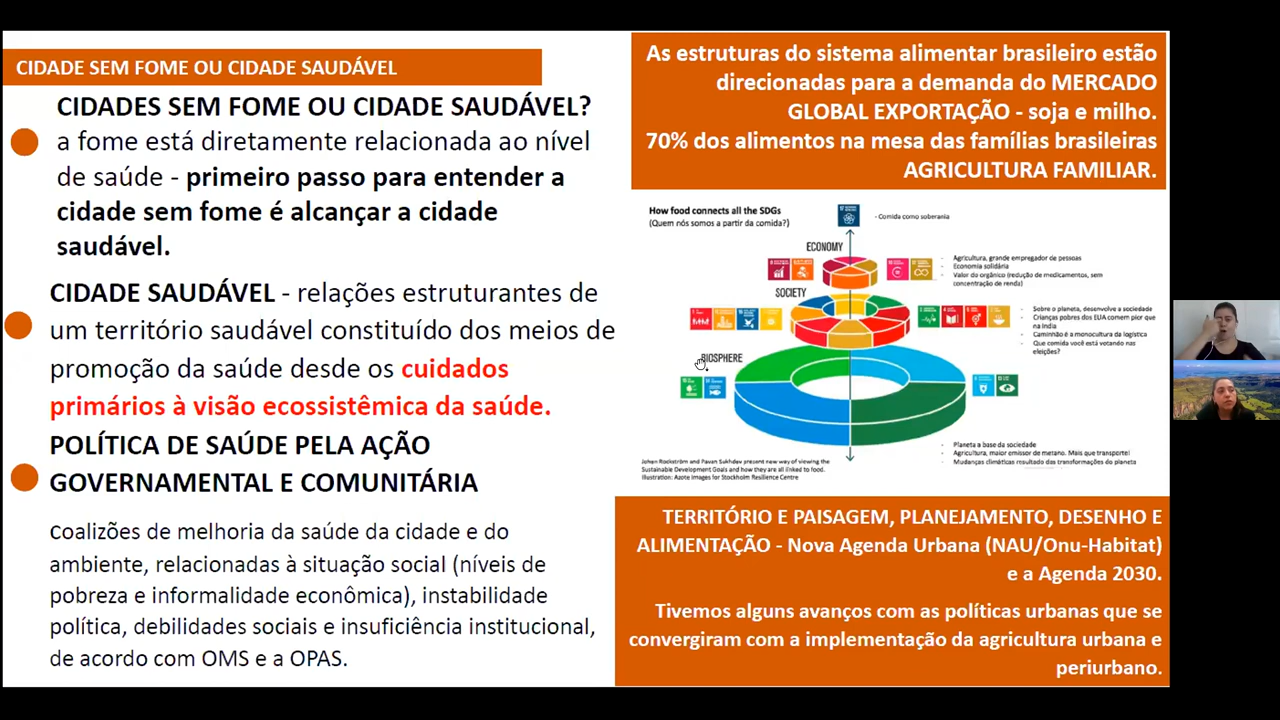 CIDADE SEM FOME OU CIDADE SAUDÁVEL
CIDADES SEM FOME OU CIDADE SAUDÁVEL?
a fome está diretamente relacionada ao nível
de saúde - primeiro passo para entender a
cidade sem fome é alcançar a cidade
saudável.
CIDADE SAUDÁVEL - relações estruturantes de
um território saudável constituído dos meios de
promoção da saúde desde os cuidados
primários à visão ecossistêmica da saúde.
POLÍTICA DE SAÚDE PELA AÇÃO
GOVERNAMENTAL E COMUNITÁRIA
Coalizões de melhoria da saúde da cidade e do
ambiente, relacionadas à situação social (níveis de
pobreza e informalidade econômica), instabilidade
política, debilidades sociais e insuficiência institucional,
de acordo com OMS e a OPAS.
As estruturas do sistema alimentar brasileiro estão
direcionadas para a demanda do MERCADO
GLOBAL EXPORTAÇÃO - soja e milho.
70% dos alimentos na mesa das famílias brasileiras
AGRICULTURA FAMILIAR.
How food connects all the SDGs
(Quem nós somos a partir da comida?)
- Comida como soberania
ECONOMY
- Agricultura, grande empregador de pessoas
- Economia solidária
- Valor do orgânico (redução de medicamentos, sem
concentração de renda)
SOCIETY
- Sobre o planeta, desenvolve a sociedade
- Crianças pobres dos EUA comem pior que
na India
- Caminhão é a monocultura da logística
- Que comida você está votando nas
eleições?
BIOSPHERE
- Planeta a base da sociedade
- Agricultura, maior emissor de metano. Mais que transporte!
- Mudanças climáticas resultado das transformações do planeta
Johan Rockström and Pavan Sukhdev present new way of viewing the
Sustainable Development Goals and how they are all linked to food.
Illustration: Azote Images for Stockholm Resilience Centre
TERRITÓRIO E PAISAGEM, PLANEJAMENTO, DESENHO E
ALIMENTAÇÃO - Nova Agenda Urbana (NAU/Onu-Habitat)
e a Agenda 2030.
Tivemos alguns avanços com as políticas urbanas que se
convergiram com a implementação da agricultura urbana e
periurbano.